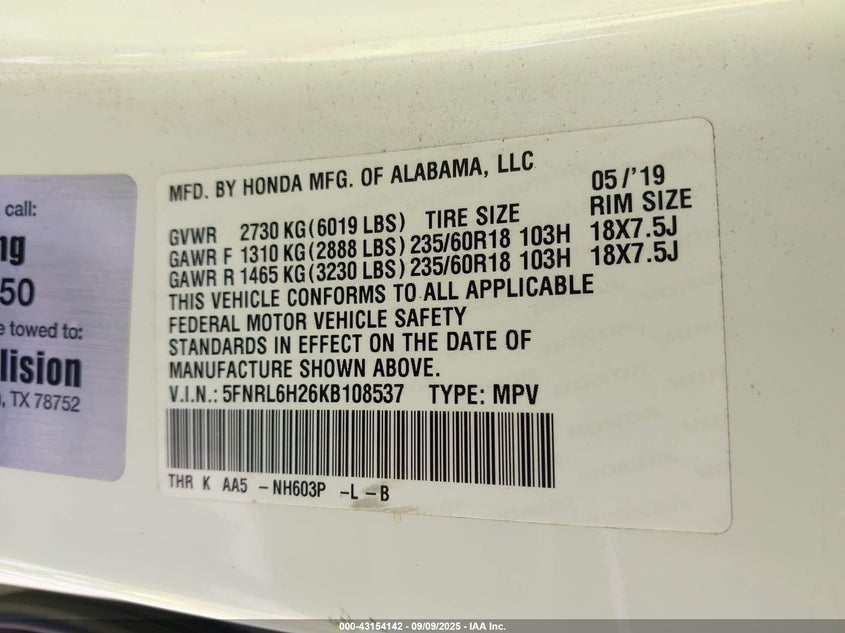 call:
ng
50
e towed to:
lision
, TX 78752
MFD. BY HONDA MFG. OF ALABAMA, LLC 05/'19
GVWR 2730 KG(6019 LBS) TIRE SIZE RIM SIZE
GAWR F 1310 KG(2888 LBS) 235/60R18 103H 18X7.5J
GAWR R 1465 KG(3230 LBS) 235/60R18 103H 18X7.5J
THIS VEHICLE CONFORMS TO ALL APPLICABLE
FEDERAL MOTOR VEHICLE SAFETY
STANDARDS IN EFFECT ON THE DATE OF
MANUFACTURE SHOWN ABOVE.
V.I.N.: 5FNRL6H26KB108537 TYPE: MPV
THR K AA5 -NH603P -L -B
000-43154142 - 09/09/2025 - IAA Inc.